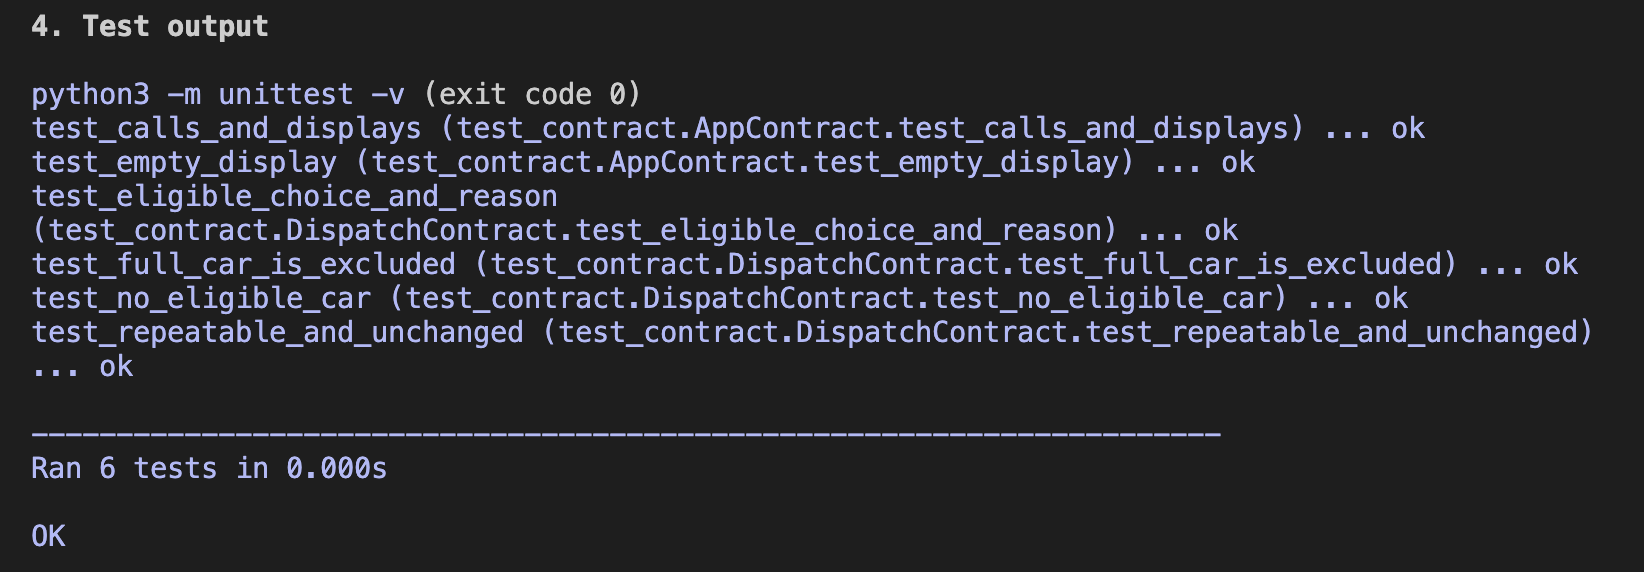 4. Test output
python3 -m unittest -v (exit code 0)
test_calls_and_displays (test_contract.AppContract.test_calls_and_displays) ... ok
test_empty_display (test_contract.AppContract.test_empty_display) ... ok
test_eligible_choice_and_reason
(test_contract.DispatchContract.test_eligible_choice_and_reason) ... ok
test_full_car_is_excluded (test_contract.DispatchContract.test_full_car_is_excluded) ... ok
test_no_eligible_car (test_contract.DispatchContract.test_no_eligible_car) ... ok
test_repeatable_and_unchanged (test_contract.DispatchContract.test_repeatable_and_unchanged)
... ok
----------------------------------------------------------------------
Ran 6 tests in 0.000s
OK